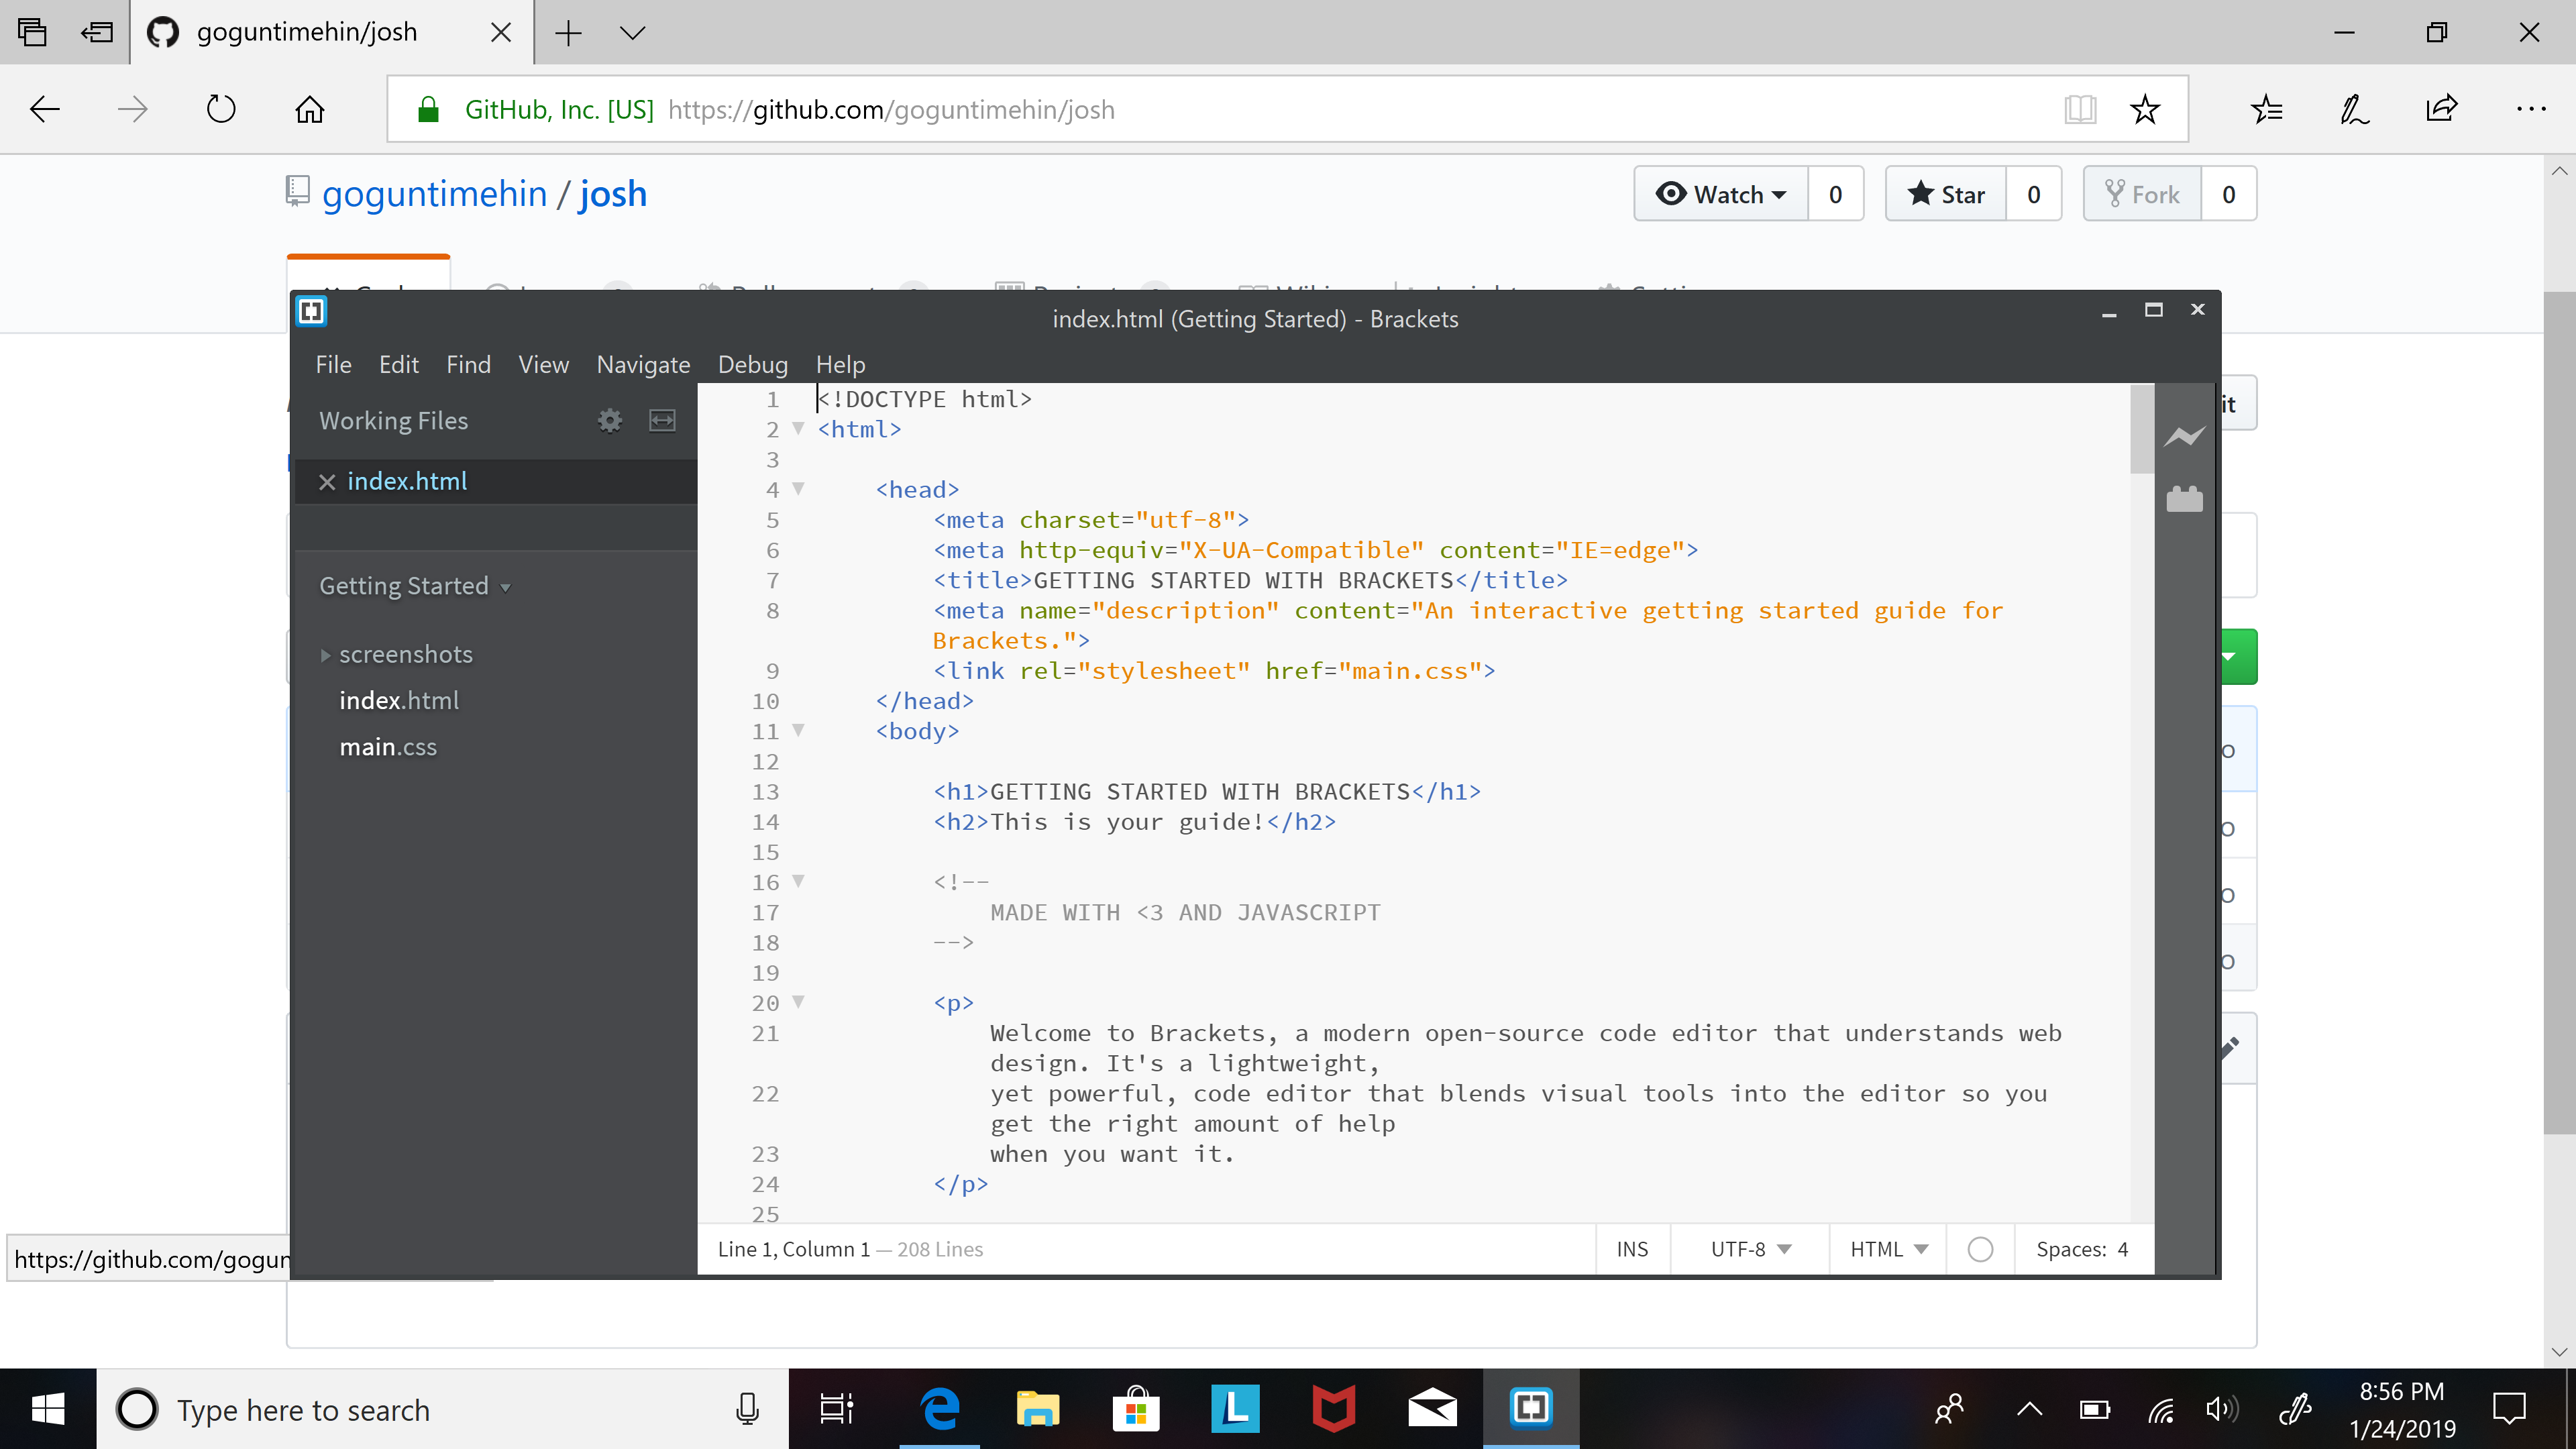 goguntimehin/josh
GitHub, Inc. [US] https://github.com/goguntimehin/josh
goguntimehin / josh
Watch 0 Star 0 Fork 0
index.html (Getting Started) - Brackets
File Edit Find View Navigate Debug Help
Working Files
index.html
Getting Started
screenshots
index.html
main.css
1 <!DOCTYPE html>
2 <html>
3
4 <head>
5 <meta charset="utf-8">
6 <meta http-equiv="X-UA-Compatible" content="IE=edge">
7 <title>GETTING STARTED WITH BRACKETS</title>
8 <meta name="description" content="An interactive getting started guide for
Brackets.">
9 <link rel="stylesheet" href="main.css">
10 </head>
11 <body>
12
13 <h1>GETTING STARTED WITH BRACKETS</h1>
14 <h2>This is your guide!</h2>
15
16 <!--
17 MADE WITH <3 AND JAVASCRIPT
18 -->
19
20 <p>
21 Welcome to Brackets, a modern open-source code editor that understands web
design. It's a lightweight,
22 yet powerful, code editor that blends visual tools into the editor so you
get the right amount of help
23 when you want it.
24 </p>
25
Line 1, Column 1 — 208 Lines
INS UTF-8 HTML Spaces: 4
https://github.com/gogun
Type here to search
8:56 PM
1/24/2019